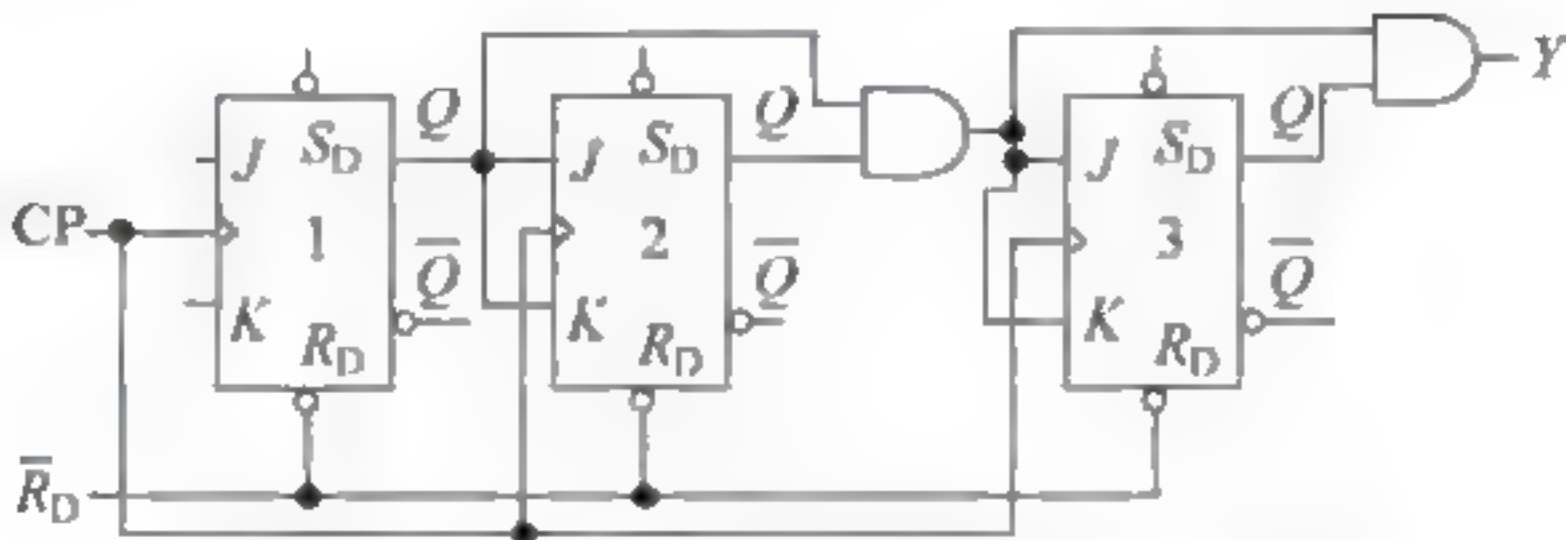 Y
Q Q Q
J S_D J S_D J S_D
CP 1 2 3
Q̅ Q̅ Q̅
K R_D K R_D K R_D
R̅_D